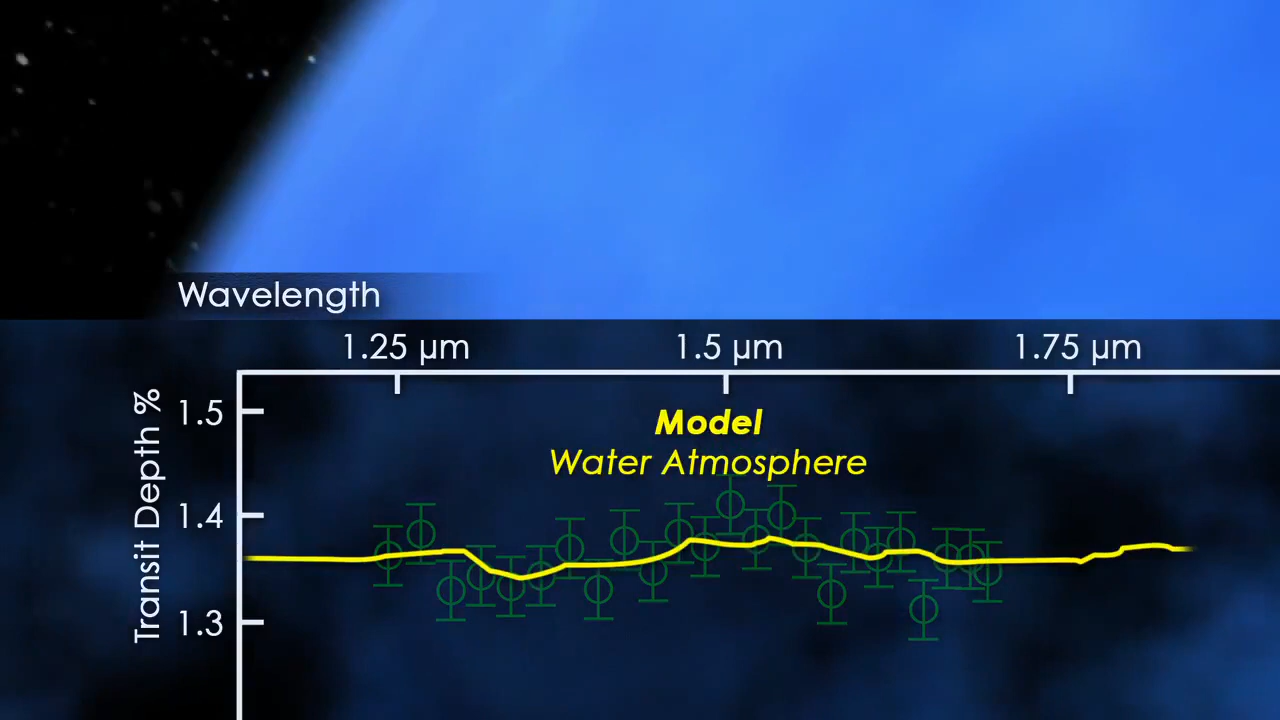 Wavelength
1.25 µm
1.5 µm
1.75 µm
Transit Depth %
1.5
1.4
1.3
Model
Water Atmosphere